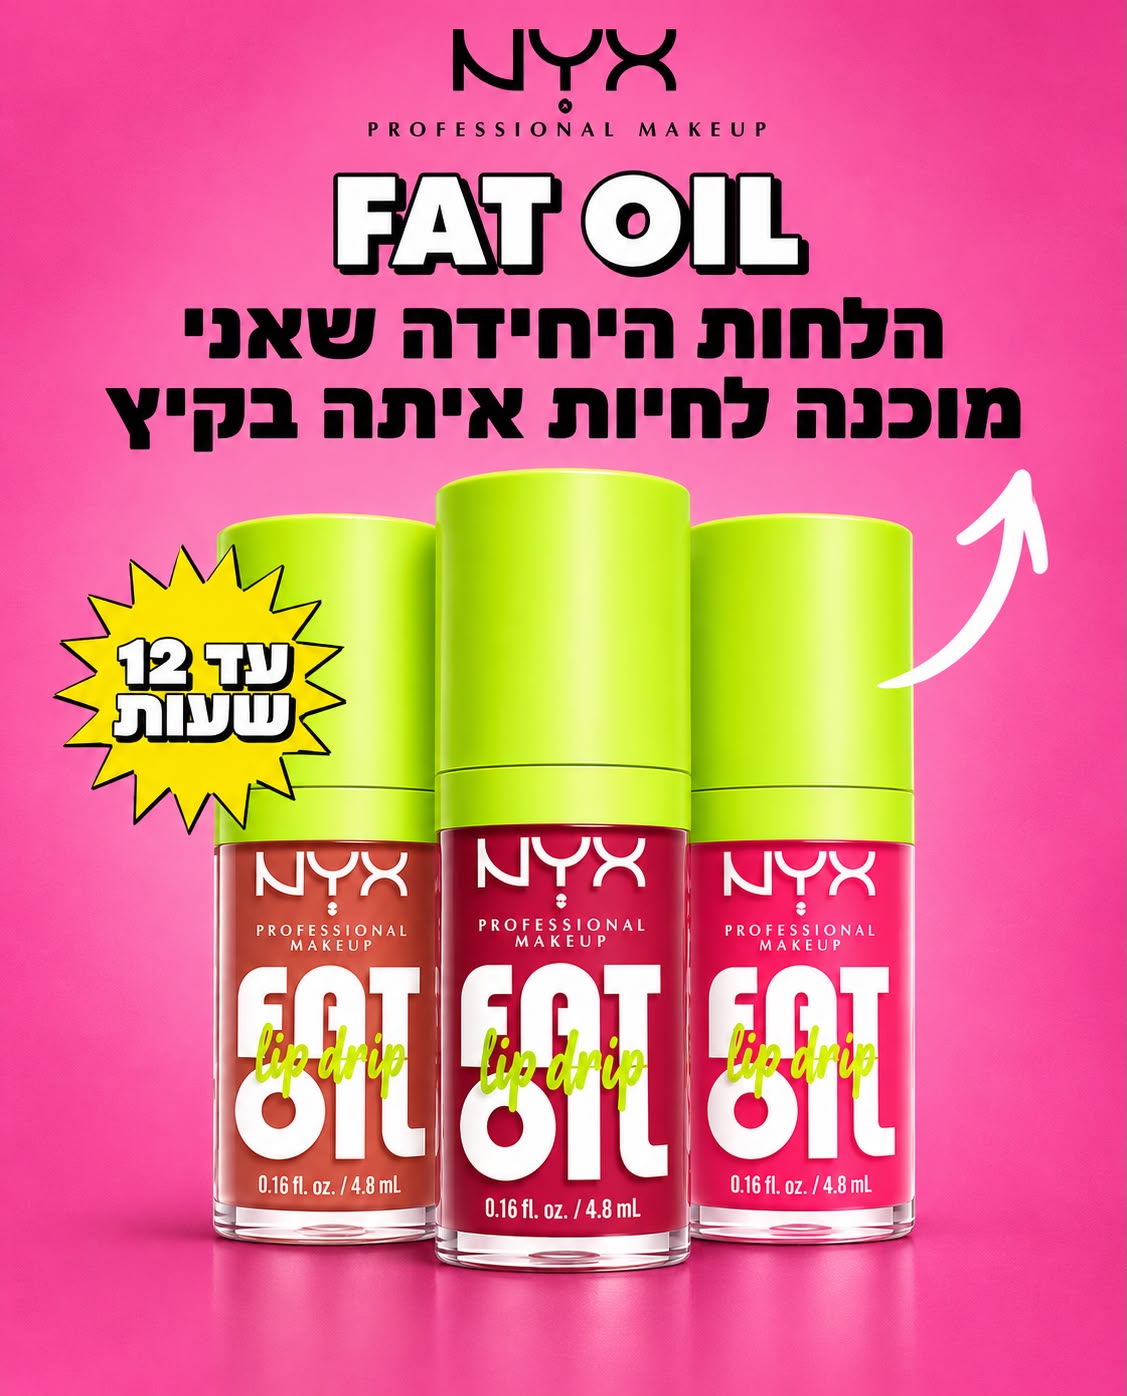 NYX
PROFESSIONAL MAKEUP
FAT OIL
הלחות היחידה שאני
מוכנה לחיות איתה בקיץ
עד 12
שעות
NYX
PROFESSIONAL
MAKEUP
FAT
lip drip
OIL
0.16 fl. oz. / 4.8 mL
NYX
PROFESSIONAL
MAKEUP
FAT
lip drip
OIL
0.16 fl. oz. / 4.8 mL
NYX
PROFESSIONAL
MAKEUP
FAT
lip drip
OIL
0.16 fl. oz. / 4.8 mL